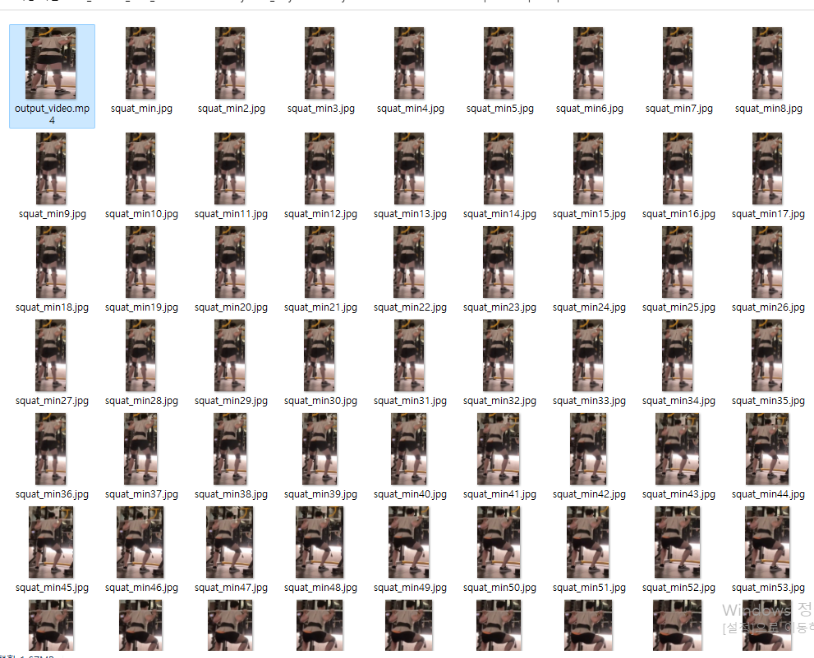 output_video.mp
4
squat_min.jpg
squat_min2.jpg
squat_min3.jpg
squat_min4.jpg
squat_min5.jpg
squat_min6.jpg
squat_min7.jpg
squat_min8.jpg
squat_min9.jpg
squat_min10.jpg
squat_min11.jpg
squat_min12.jpg
squat_min13.jpg
squat_min14.jpg
squat_min15.jpg
squat_min16.jpg
squat_min17.jpg
squat_min18.jpg
squat_min19.jpg
squat_min20.jpg
squat_min21.jpg
squat_min22.jpg
squat_min23.jpg
squat_min24.jpg
squat_min25.jpg
squat_min26.jpg
squat_min27.jpg
squat_min28.jpg
squat_min29.jpg
squat_min30.jpg
squat_min31.jpg
squat_min32.jpg
squat_min33.jpg
squat_min34.jpg
squat_min35.jpg
squat_min36.jpg
squat_min37.jpg
squat_min38.jpg
squat_min39.jpg
squat_min40.jpg
squat_min41.jpg
squat_min42.jpg
squat_min43.jpg
squat_min44.jpg
squat_min45.jpg
squat_min46.jpg
squat_min47.jpg
squat_min48.jpg
squat_min49.jpg
squat_min50.jpg
squat_min51.jpg
squat_min52.jpg
squat_min53.jpg
Windows 정